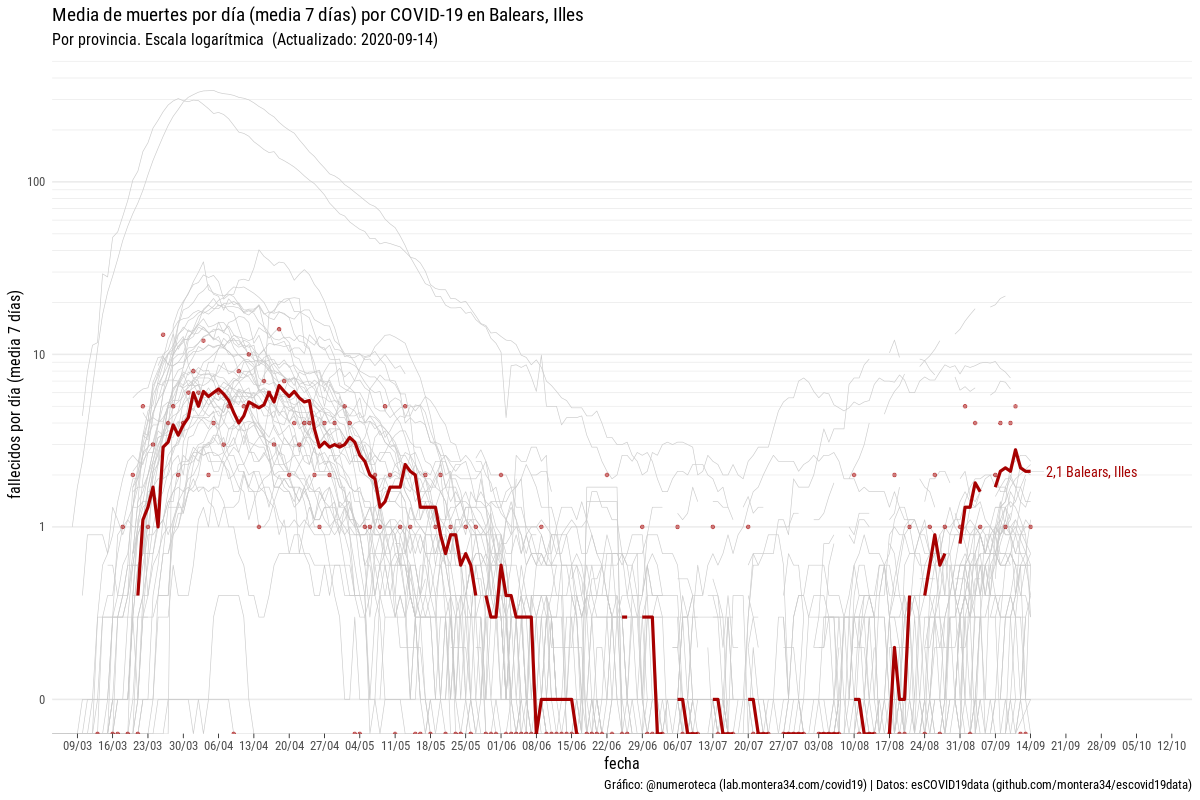 Media de muertes por día (media 7 días) por COVID-19 en Balears, Illes
Por provincia. Escala logarítmica (Actualizado: 2020-09-14)
fallecidos por día (media 7 días)
100
10
1
0
2,1 Balears, Illes
09/03 16/03 23/03 30/03 06/04 13/04 20/04 27/04 04/05 11/05 18/05 25/05 01/06 08/06 15/06 22/06 29/06 06/07 13/07 20/07 27/07 03/08 10/08 17/08 24/08 31/08 07/09 14/09 21/09 28/09 05/10 12/10
fecha
Gráfico: @numeroteca (lab.montera34.com/covid19) | Datos: esCOVID19data (github.com/montera34/escovid19data)